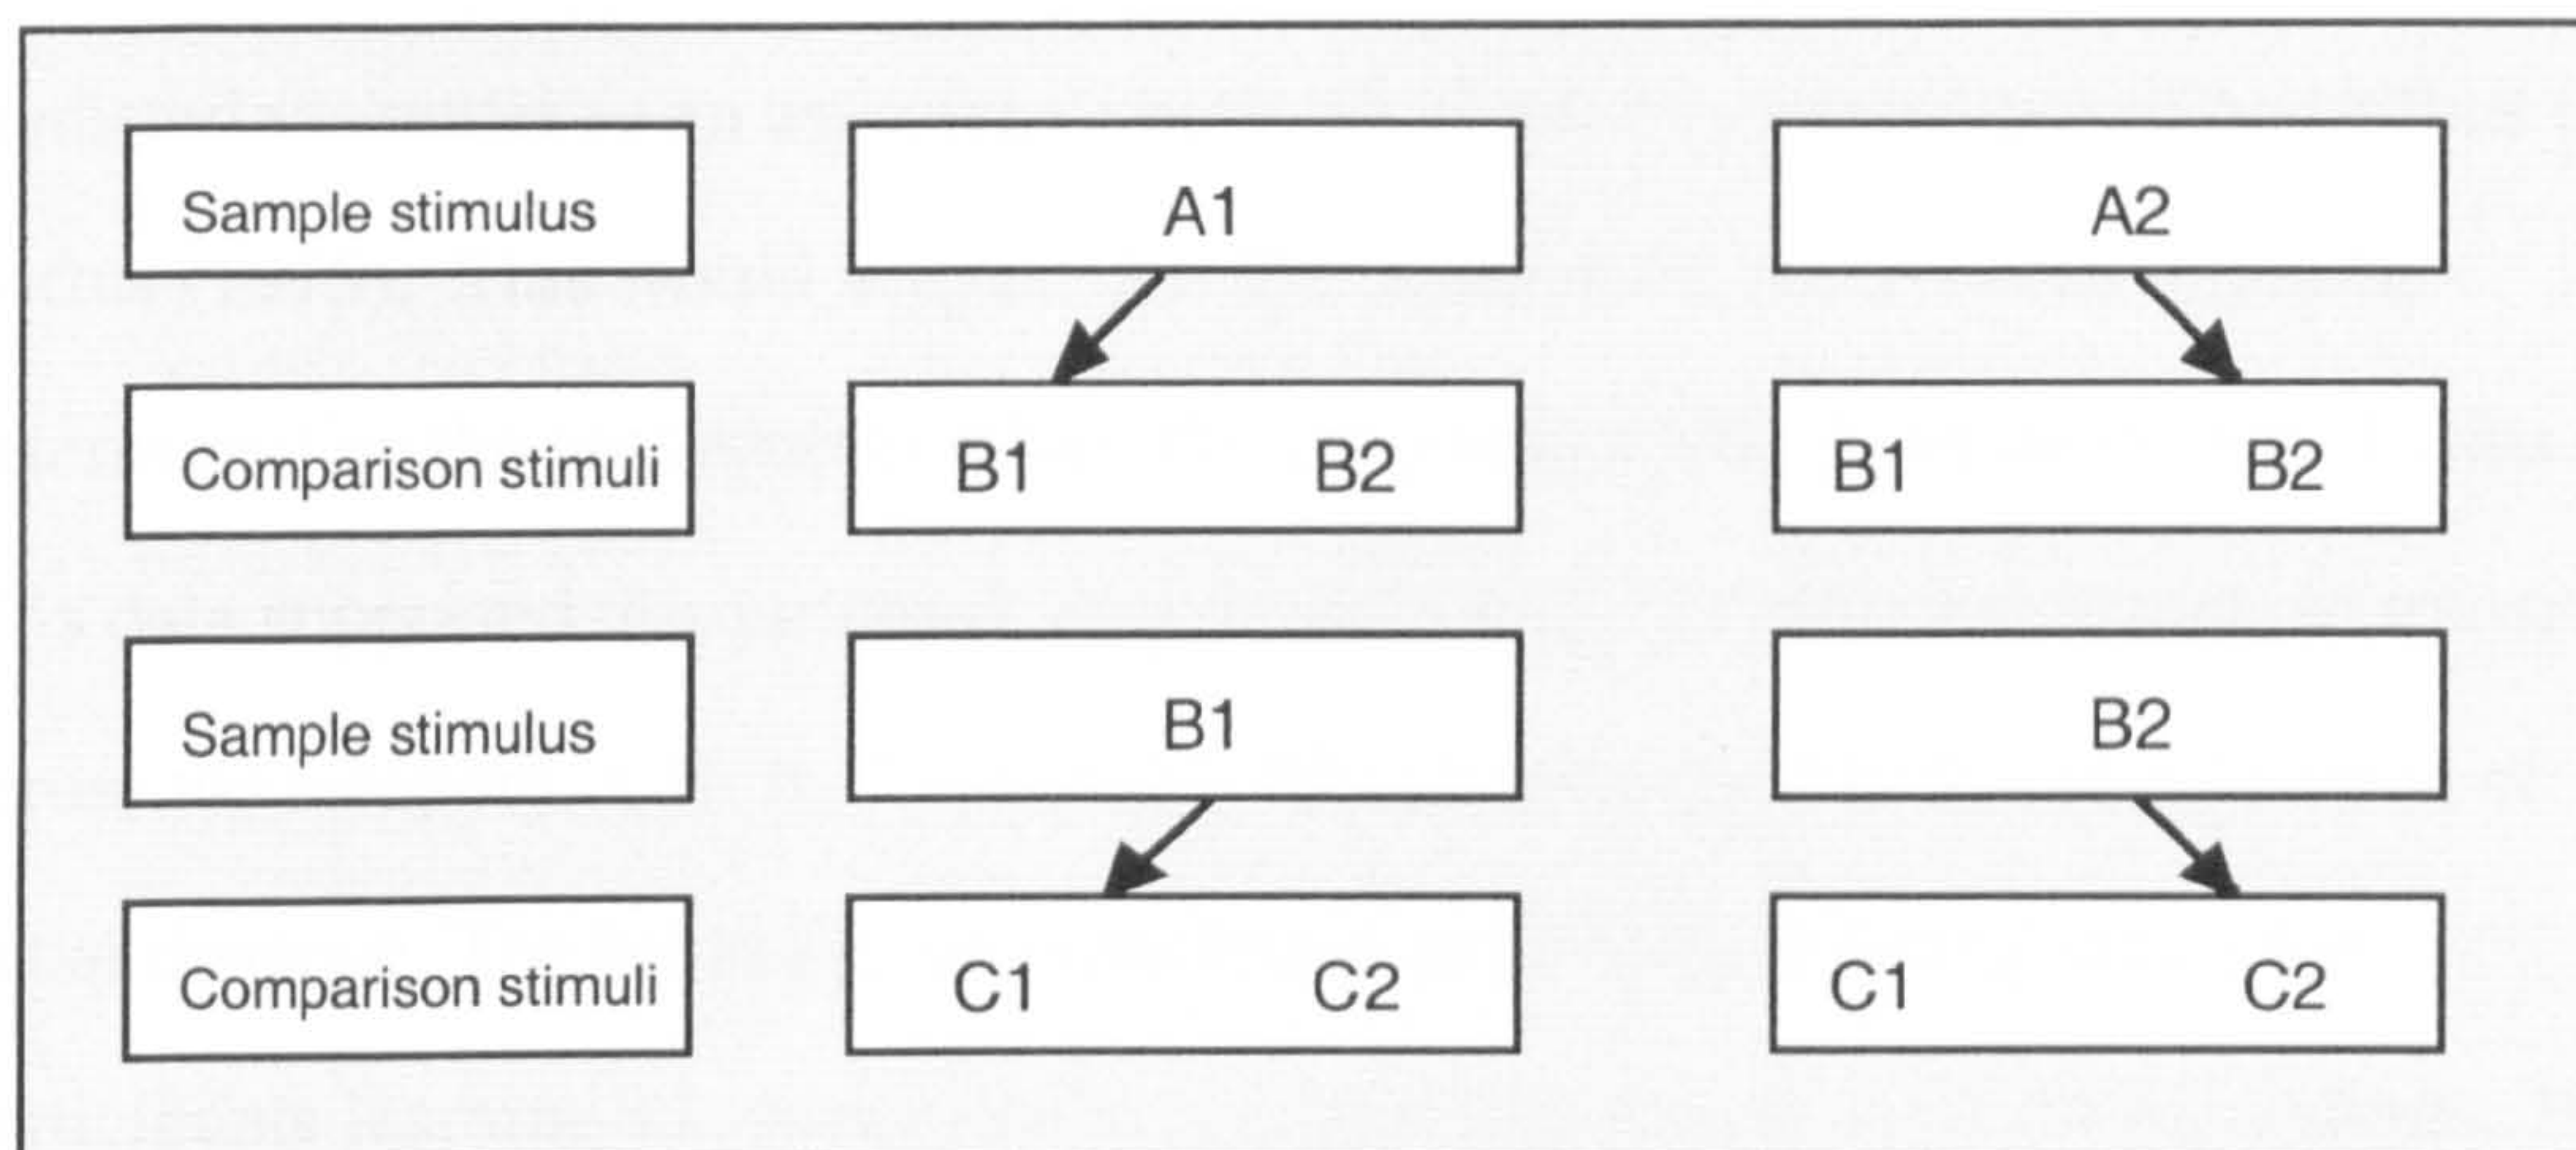 Sample stimulus A1 A2
Comparison stimuli B1 B2 B1 B2
Sample stimulus B1 B2
Comparison stimuli C1 C2 C1 C2